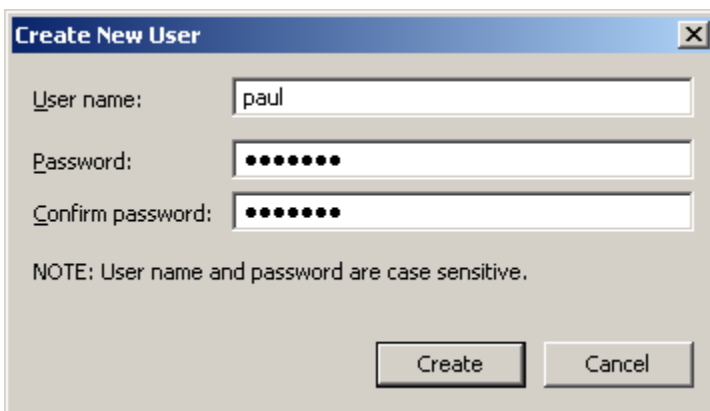 Create New User
User name: paul
Password: •••••••
Confirm password: •••••••
NOTE: User name and password are case sensitive.
Create Cancel